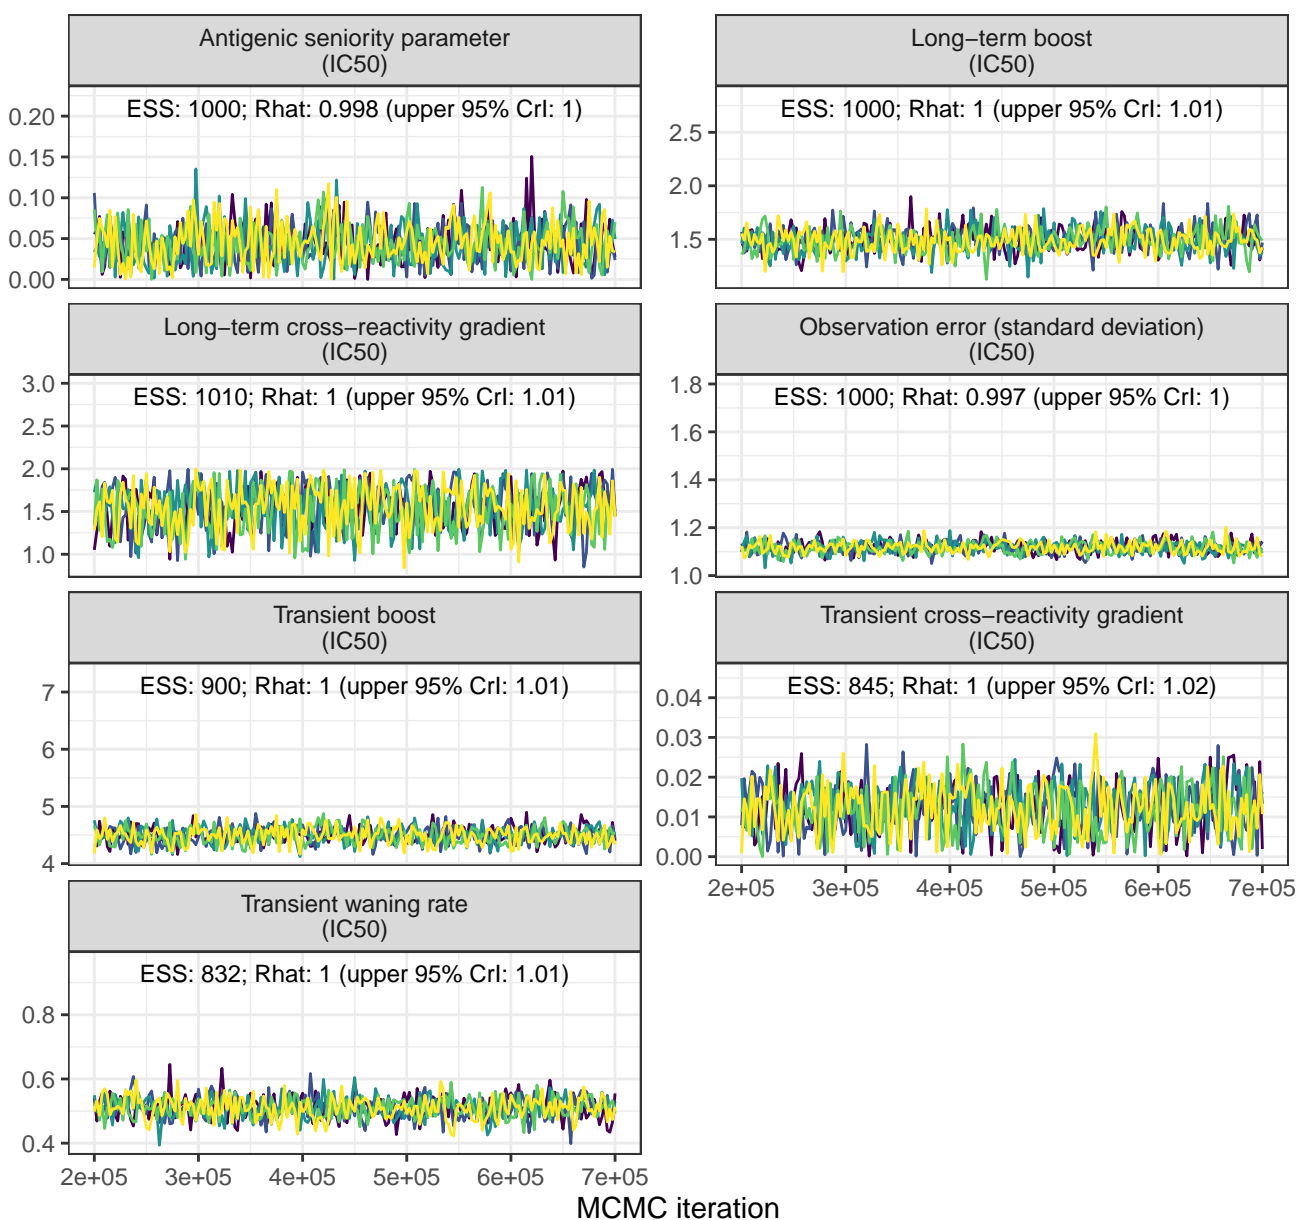 Antigenic seniority parameter
(IC50)
ESS: 1000; Rhat: 0.998 (upper 95% CrI: 1)
0.20
0.15
0.10
0.05
0.00
Long−term boost
(IC50)
ESS: 1000; Rhat: 1 (upper 95% CrI: 1.01)
2.5
2.0
1.5
Long−term cross−reactivity gradient
(IC50)
ESS: 1010; Rhat: 1 (upper 95% CrI: 1.01)
3.0
2.5
2.0
1.5
1.0
Observation error (standard deviation)
(IC50)
ESS: 1000; Rhat: 0.997 (upper 95% CrI: 1)
1.8
1.6
1.4
1.2
1.0
Transient boost
(IC50)
ESS: 900; Rhat: 1 (upper 95% CrI: 1.01)
7
6
5
4
Transient cross−reactivity gradient
(IC50)
ESS: 845; Rhat: 1 (upper 95% CrI: 1.02)
0.04
0.03
0.02
0.01
0.00
2e+05 3e+05 4e+05 5e+05 6e+05 7e+05
Transient waning rate
(IC50)
ESS: 832; Rhat: 1 (upper 95% CrI: 1.01)
0.8
0.6
0.4
2e+05 3e+05 4e+05 5e+05 6e+05 7e+05
MCMC iteration